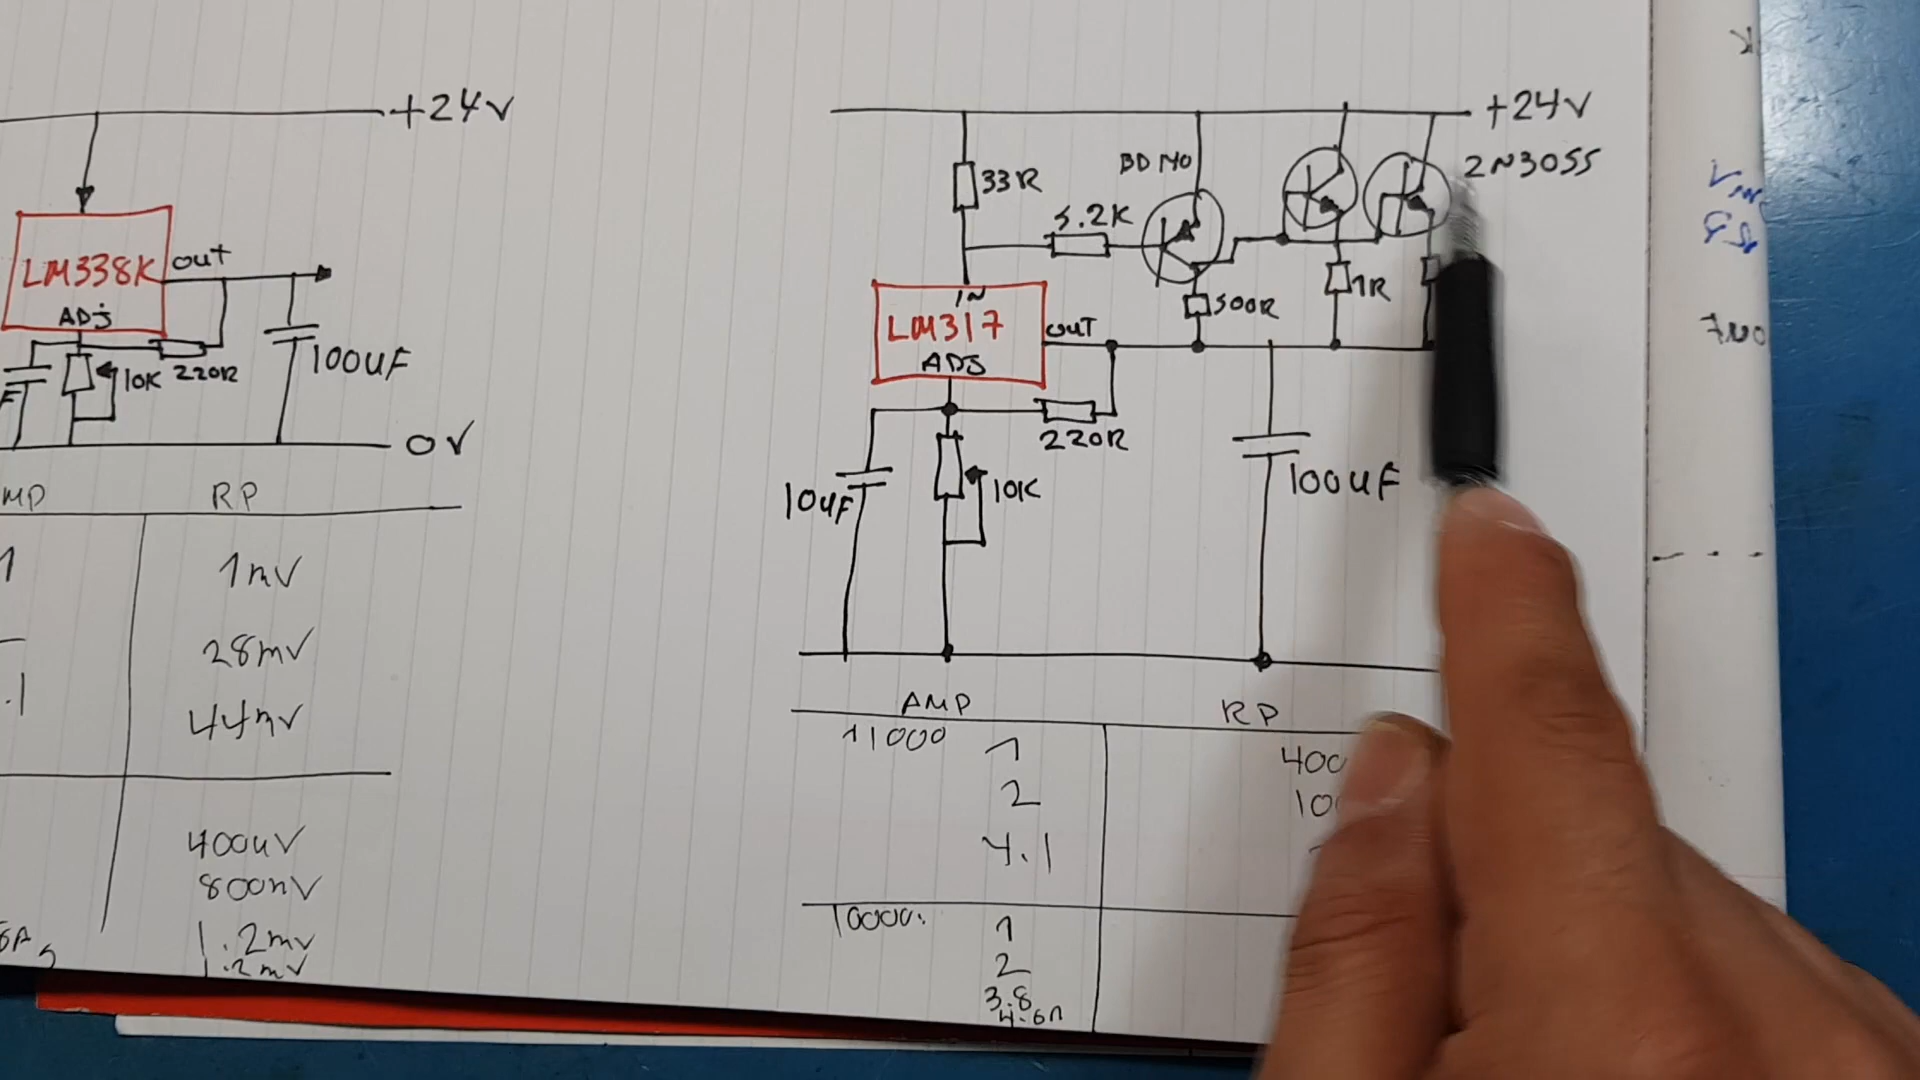 +24V
LM338K
out
ADJ
10K
220R
100uF
0V
RP
1mV
28mV
44mV
400uV
800nV
1.2mV
1.2mV
+24V
33R
BD140
2N3055
5.2K
IN
LM317
OUT
ADJ
500R
1R
220R
10uF
10K
100uF
AMP
RP
11000
1
2
4.1
10000.
1
2
3.8